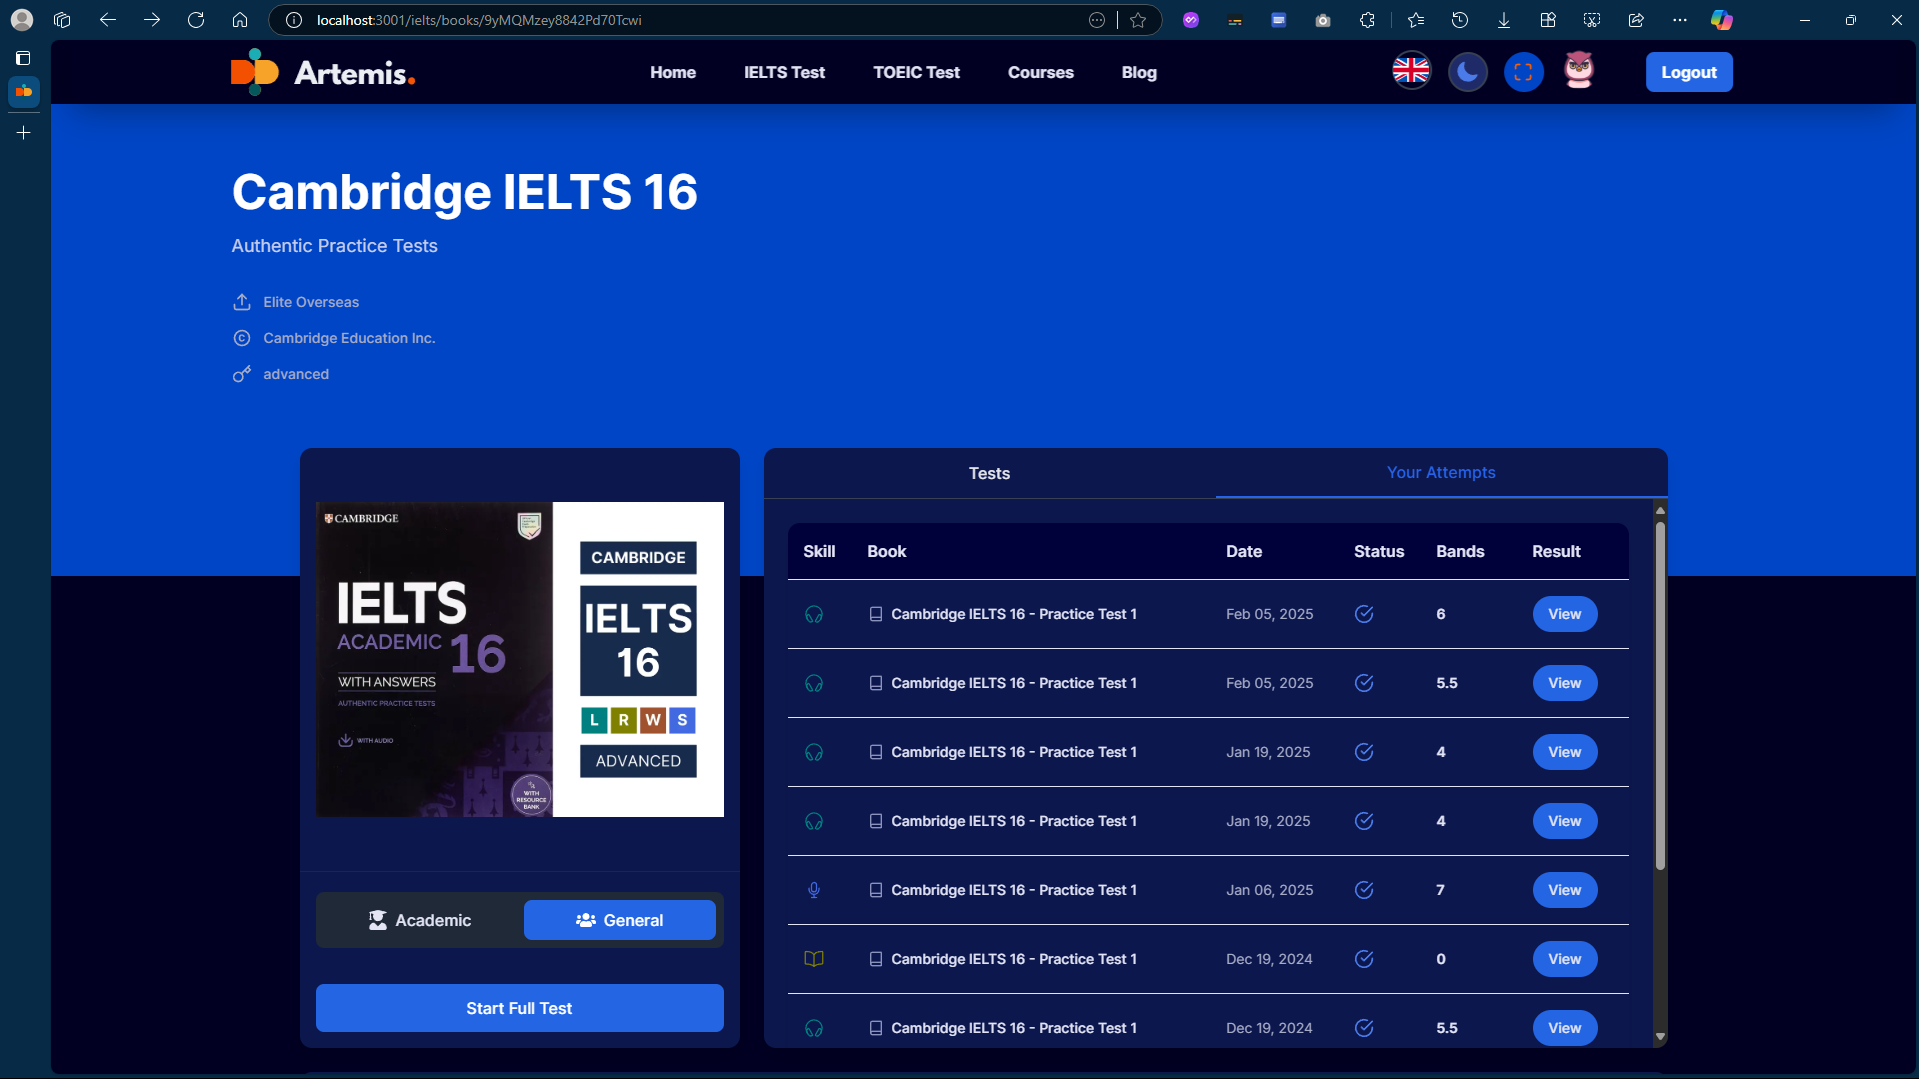 localhost:3001/ielts/books/9yMQMzey8842Pd70Tcwi
Artemis.
Home
IELTS Test
TOEIC Test
Courses
Blog
Logout
Cambridge IELTS 16
Authentic Practice Tests
Elite Overseas
Cambridge Education Inc.
advanced
CAMBRIDGE
IELTS
ACADEMIC 16
WITH ANSWERS
AUTHENTIC PRACTICE TESTS
WITH AUDIO
WITH
RESOURCE
BANK
CAMBRIDGE
IELTS
16
L R W S
ADVANCED
Academic
General
Start Full Test
Tests
Your Attempts
Skill Book Date Status Bands Result
Cambridge IELTS 16 - Practice Test 1 Feb 05, 2025 6 View
Cambridge IELTS 16 - Practice Test 1 Feb 05, 2025 5.5 View
Cambridge IELTS 16 - Practice Test 1 Jan 19, 2025 4 View
Cambridge IELTS 16 - Practice Test 1 Jan 19, 2025 4 View
Cambridge IELTS 16 - Practice Test 1 Jan 06, 2025 7 View
Cambridge IELTS 16 - Practice Test 1 Dec 19, 2024 0 View
Cambridge IELTS 16 - Practice Test 1 Dec 19, 2024 5.5 View